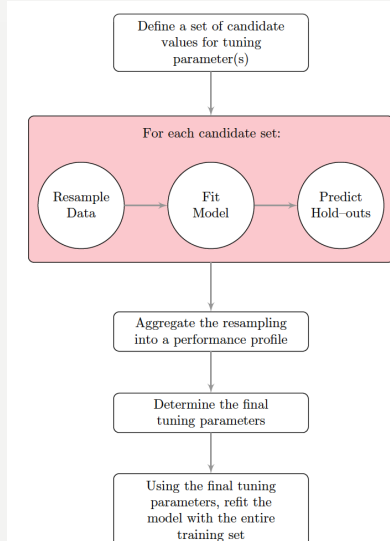 Define a set of candidate
values for tuning
parameter(s)
For each candidate set:
Resample
Data
Fit
Model
Predict
Hold–outs
Aggregate the resampling
into a performance profile
Determine the final
tuning parameters
Using the final tuning
parameters, refit the
model with the entire
training set